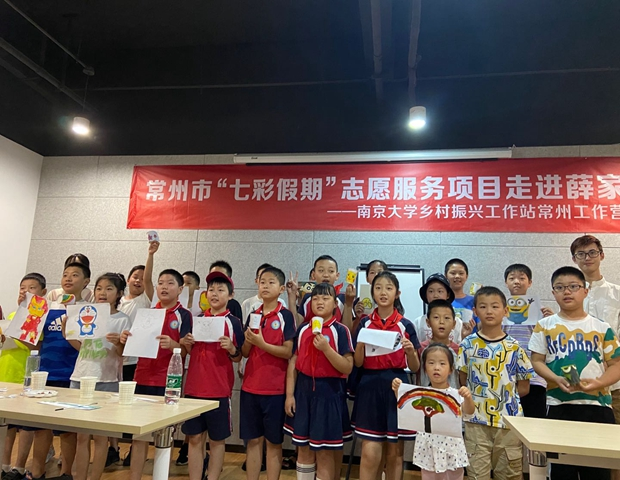 常州市“七彩假期”志愿服务项目走进薛家
——南京大学乡村振兴工作站常州工作营
adidas